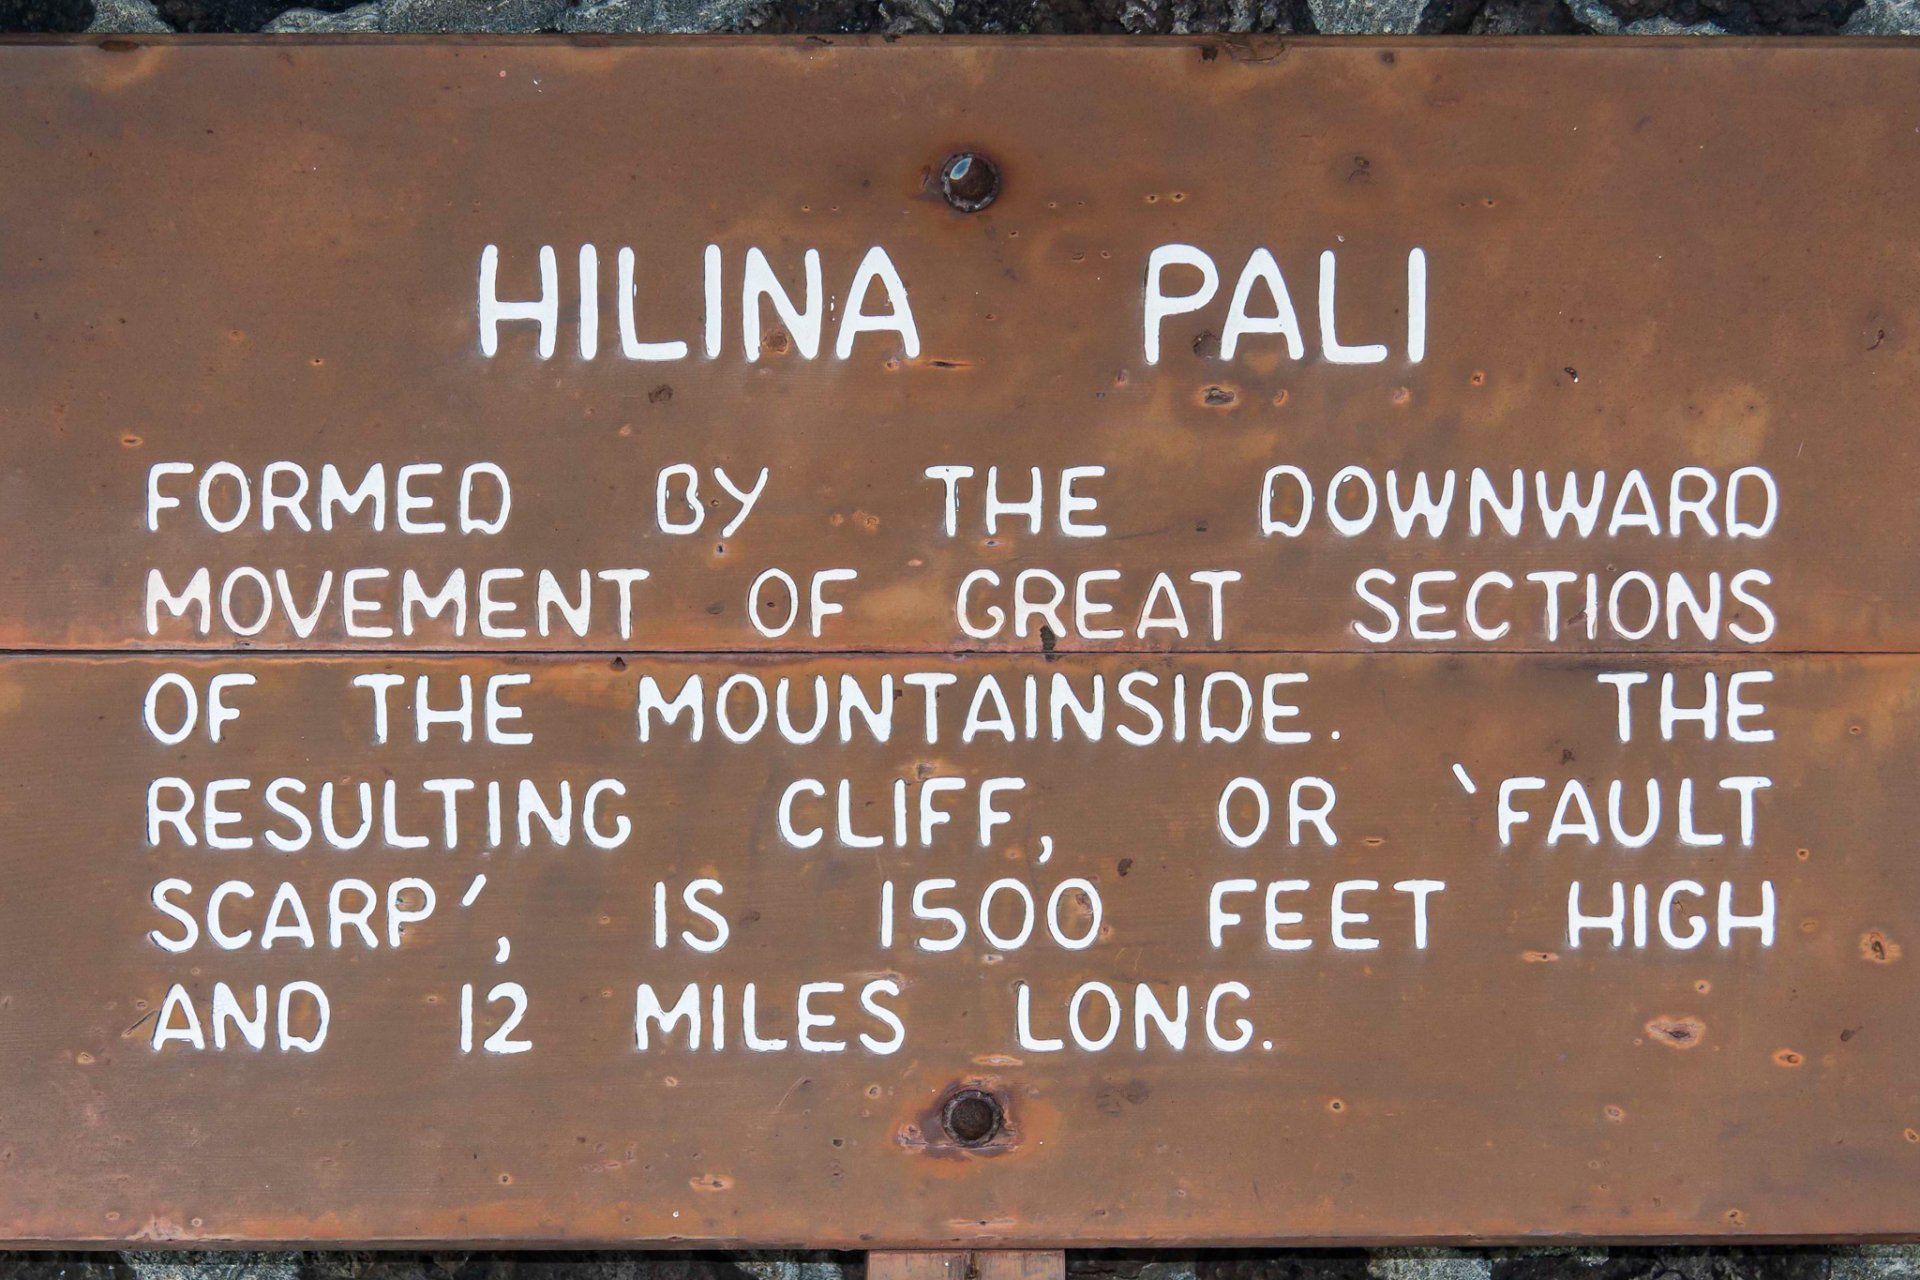 HILINA PALI
FORMED BY THE DOWNWARD
MOVEMENT OF GREAT SECTIONS
OF THE MOUNTAINSIDE. THE
RESULTING CLIFF, OR ‵FAULT
SCARP′, IS 1500 FEET HIGH
AND 12 MILES LONG.